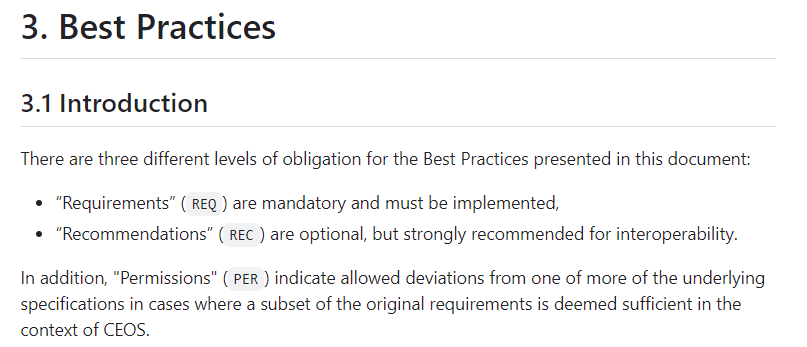 3. Best Practices
3.1 Introduction
There are three different levels of obligation for the Best Practices presented in this document:
• “Requirements” ( REQ ) are mandatory and must be implemented,
• “Recommendations” ( REC ) are optional, but strongly recommended for interoperability.
In addition, "Permissions" ( PER ) indicate allowed deviations from one of more of the underlying
specifications in cases where a subset of the original requirements is deemed sufficient in the
context of CEOS.